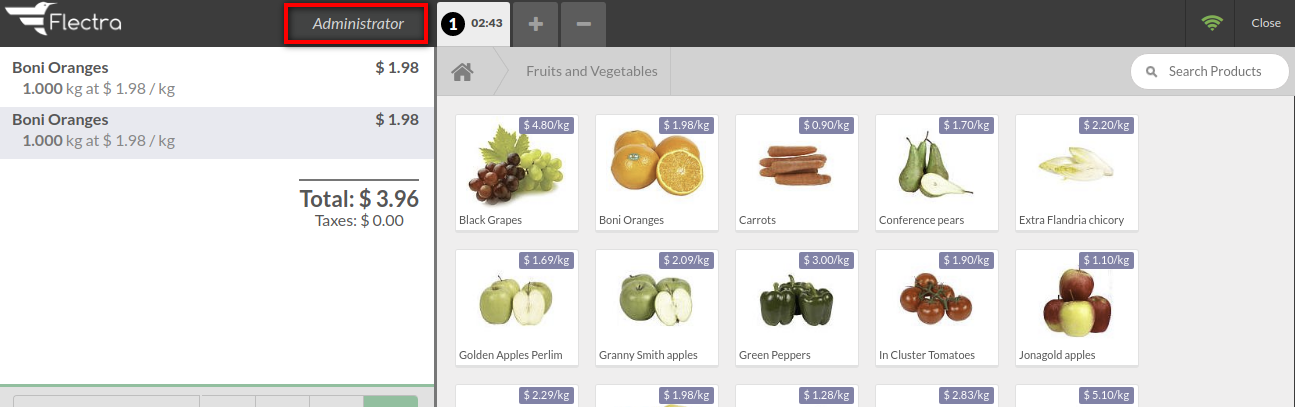 Flectra
Administrator
1 02:43
Close
Boni Oranges $ 1.98
1.000 kg at $ 1.98 / kg
Boni Oranges $ 1.98
1.000 kg at $ 1.98 / kg
Total: $ 3.96
Taxes: $ 0.00
Fruits and Vegetables
Search Products
$ 4.80/kg
Black Grapes
$ 1.98/kg
Boni Oranges
$ 0.90/kg
Carrots
$ 1.70/kg
Conference pears
$ 2.20/kg
Extra Flandria chicory
$ 1.69/kg
Golden Apples Perlim
$ 2.09/kg
Granny Smith apples
$ 3.00/kg
Green Peppers
$ 1.90/kg
In Cluster Tomatoes
$ 1.10/kg
Jonagold apples
$ 2.29/kg
$ 1.98/kg
$ 1.28/kg
$ 2.83/kg
$ 5.10/kg